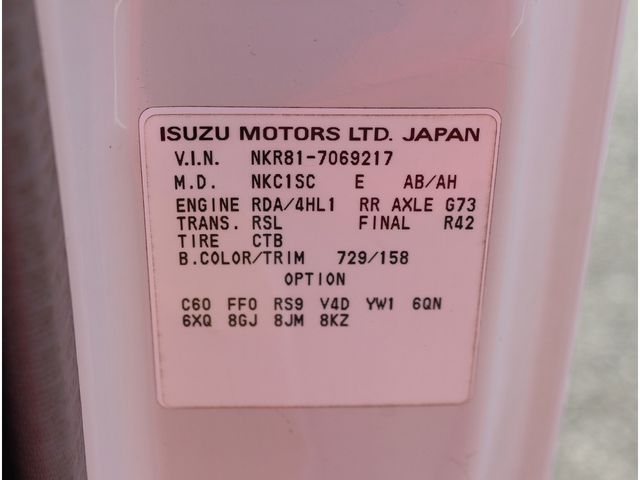 ISUZU MOTORS LTD. JAPAN
V.I.N. NKR81-7069217
M.D. NKC1SC E AB/AH
ENGINE RDA/4HL1 RR AXLE G73
TRANS. RSL FINAL R42
TIRE CTB
B.COLOR/TRIM 729/158
OPTION
C60 FFO RS9 V4D YW1 6QN
6XQ 8GJ 8JM 8KZ